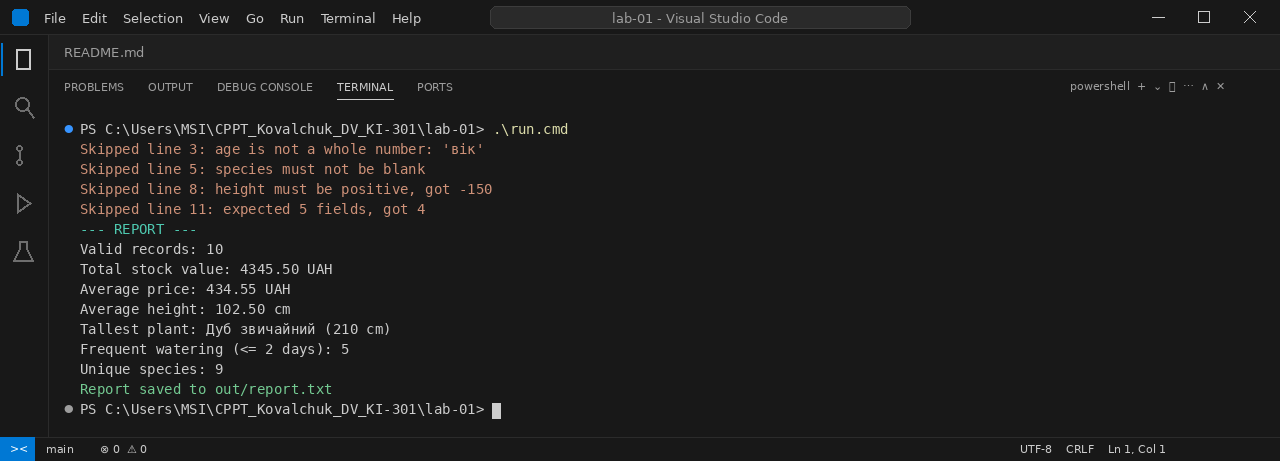 File Edit Selection View Go Run Terminal Help lab-01 - Visual Studio Code
README.md
PROBLEMS OUTPUT DEBUG CONSOLE TERMINAL PORTS powershell + ⌄ ⋯ ∧ ×
PS C:\Users\MSI\CPPT_Kovalchuk_DV_KI-301\lab-01> .\run.cmd
Skipped line 3: age is not a whole number: 'вік'
Skipped line 5: species must not be blank
Skipped line 8: height must be positive, got -150
Skipped line 11: expected 5 fields, got 4
--- REPORT ---
Valid records: 10
Total stock value: 4345.50 UAH
Average price: 434.55 UAH
Average height: 102.50 cm
Tallest plant: Дуб звичайний (210 cm)
Frequent watering (<= 2 days): 5
Unique species: 9
Report saved to out/report.txt
PS C:\Users\MSI\CPPT_Kovalchuk_DV_KI-301\lab-01>
>< main ⊗ 0 ⚠ 0 UTF-8 CRLF Ln 1, Col 1